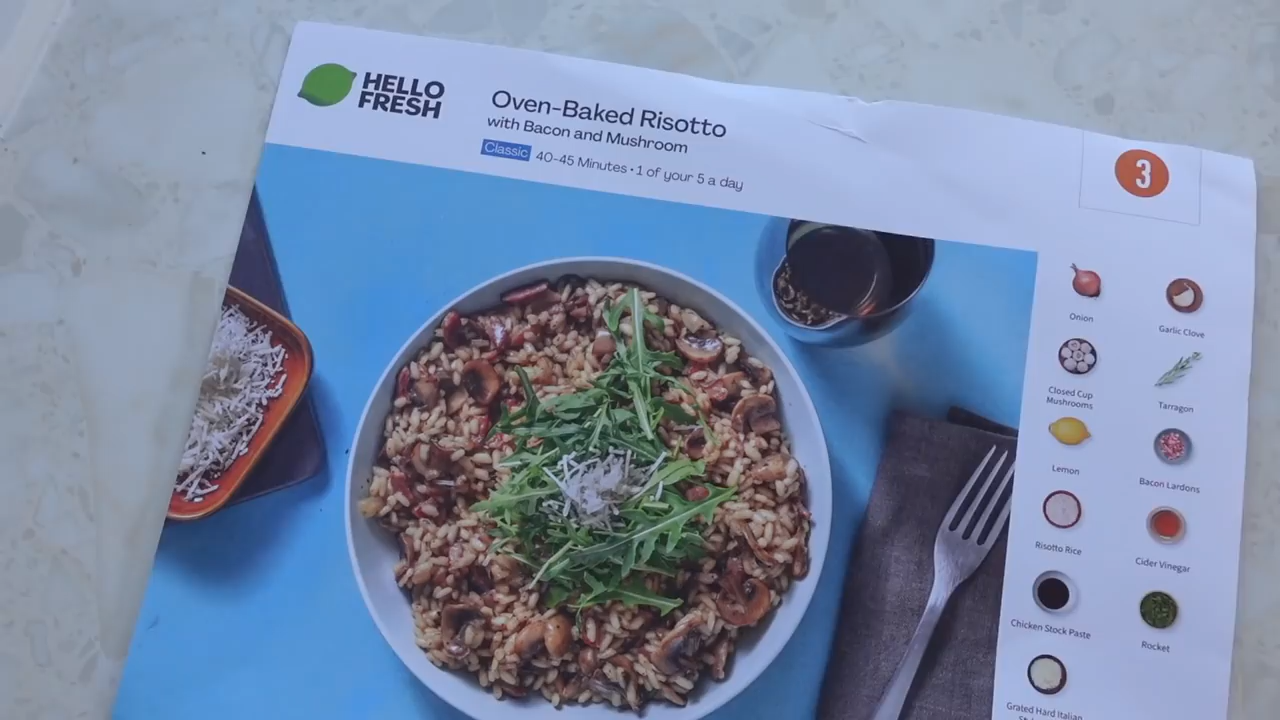 HELLO
FRESH
Oven-Baked Risotto
with Bacon and Mushroom
Classic 40-45 Minutes • 1 of your 5 a day
3
Onion
Garlic Clove
Closed Cup
Mushrooms
Tarragon
Lemon
Bacon Lardons
Risotto Rice
Cider Vinegar
Chicken Stock Paste
Rocket
Grated Hard Italian